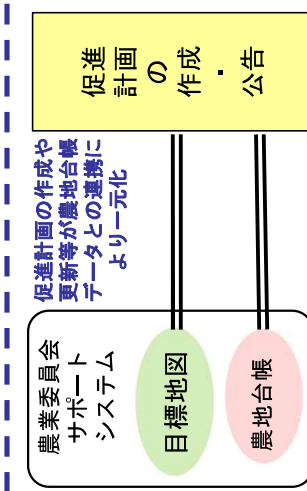 農業委員会
サポート
システム
目標地図
農地台帳
促進計画の作成や
更新等が農地台帳
データとの連携に
より一元化
促進
計画
の
作成
・
公告